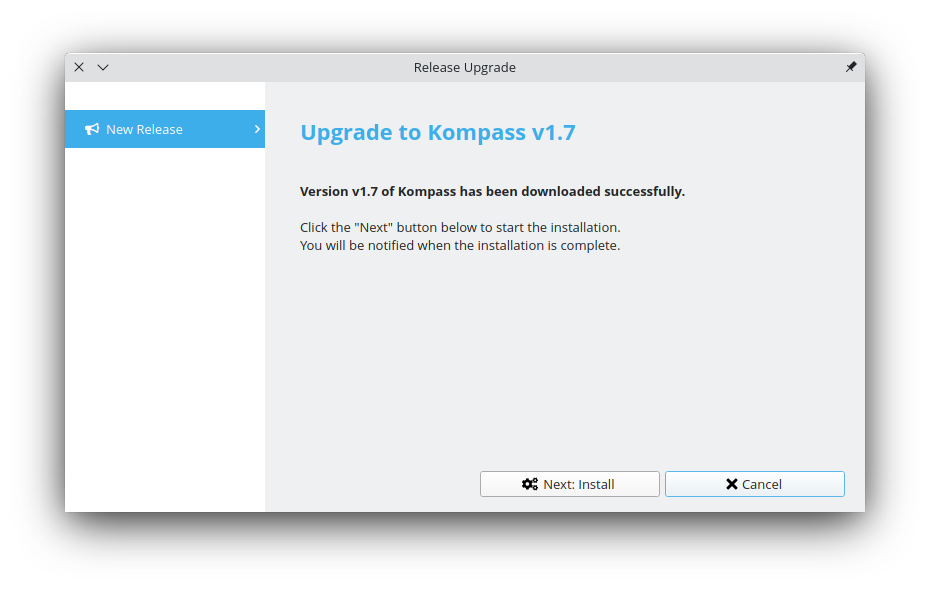 Release Upgrade
New Release
Upgrade to Kompass v1.7
Version v1.7 of Kompass has been downloaded successfully.
Click the "Next" button below to start the installation.
You will be notified when the installation is complete.
Next: Install
Cancel